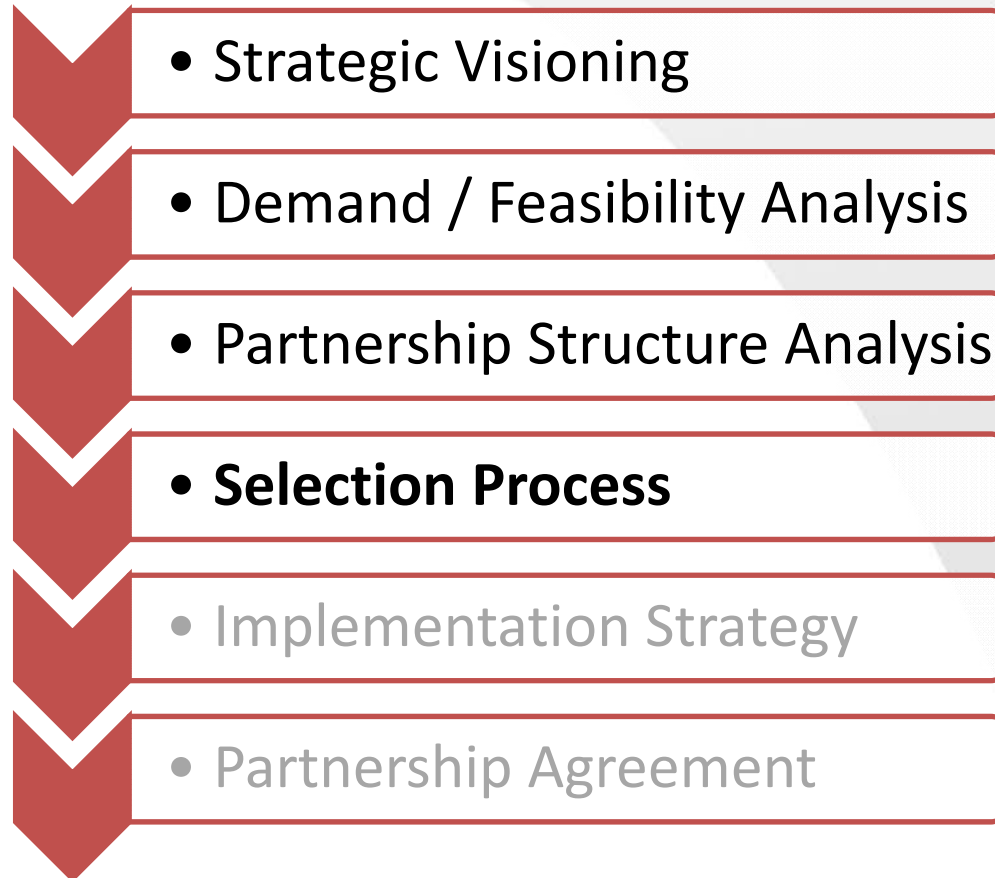 • Strategic Visioning
• Demand / Feasibility Analysis
• Partnership Structure Analysis
• Selection Process
• Implementation Strategy
• Partnership Agreement